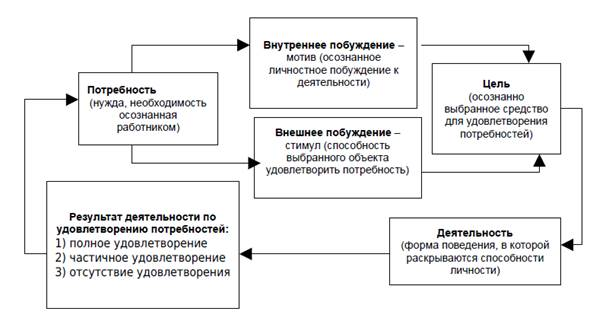 Потребность
(нужда, необходимость
осознанная
работником)
Внутреннее побуждение –
мотив (осознанное
личностное побуждение к
деятельности)
Внешнее побуждение –
стимул (способность
выбранного объекта
удовлетворить потребность)
Цель
(осознанно
выбранное средство
для удовлетворения
потребностей)
Деятельность
(форма поведения, в которой
раскрываются способности
личности)
Результат деятельности по
удовлетворению потребностей:
1) полное удовлетворение
2) частичное удовлетворение
3) отсутствие удовлетворения